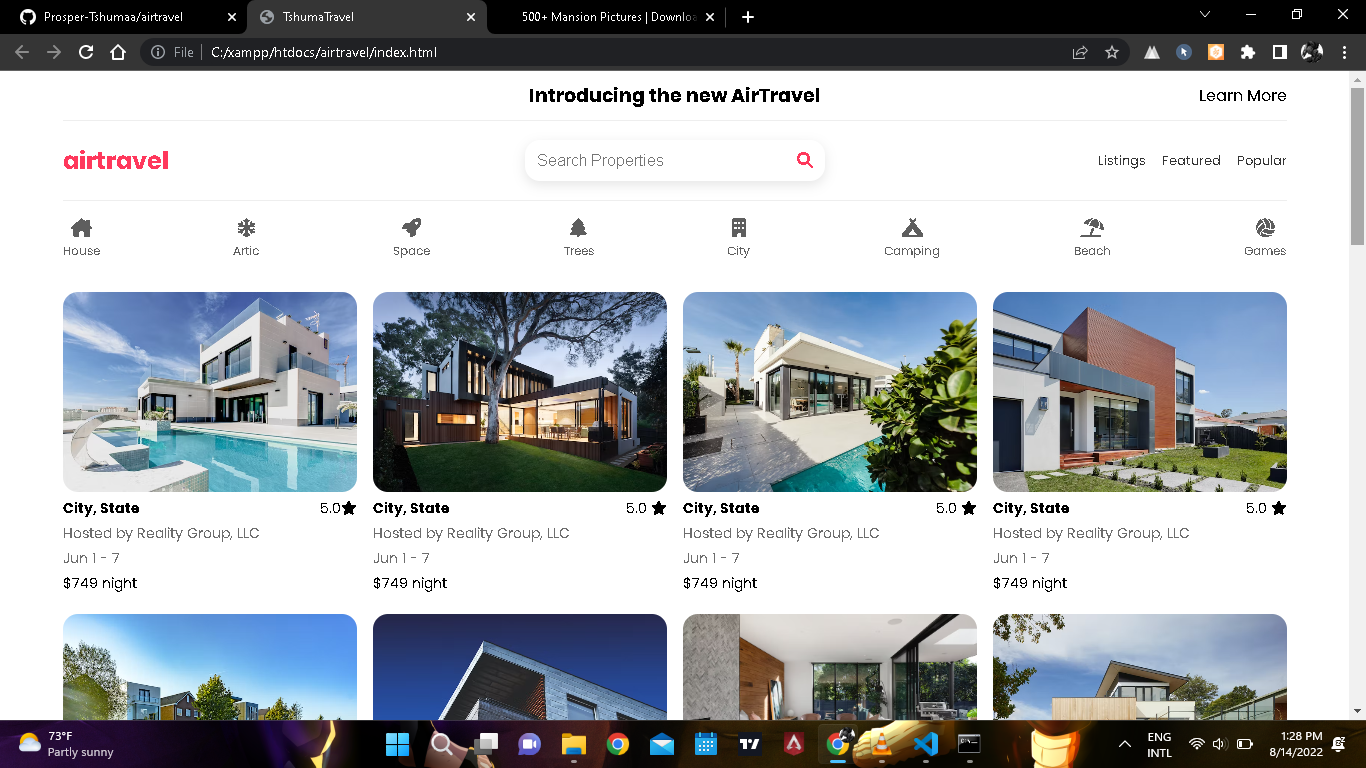 Prosper-Tshumaa/airtravel
TshumaTravel
500+ Mansion Pictures | Downloa
File
C:/xampp/htdocs/airtravel/index.html
Introducing the new AirTravel
Learn More
airtravel
Search Properties
Listings Featured Popular
House Artic Space Trees City Camping Beach Games
City, State 5.0
Hosted by Reality Group, LLC
Jun 1 - 7
$749 night
City, State 5.0
Hosted by Reality Group, LLC
Jun 1 - 7
$749 night
City, State 5.0
Hosted by Reality Group, LLC
Jun 1 - 7
$749 night
City, State 5.0
Hosted by Reality Group, LLC
Jun 1 - 7
$749 night
73°F
Partly sunny
ENG
INTL
1:28 PM
8/14/2022